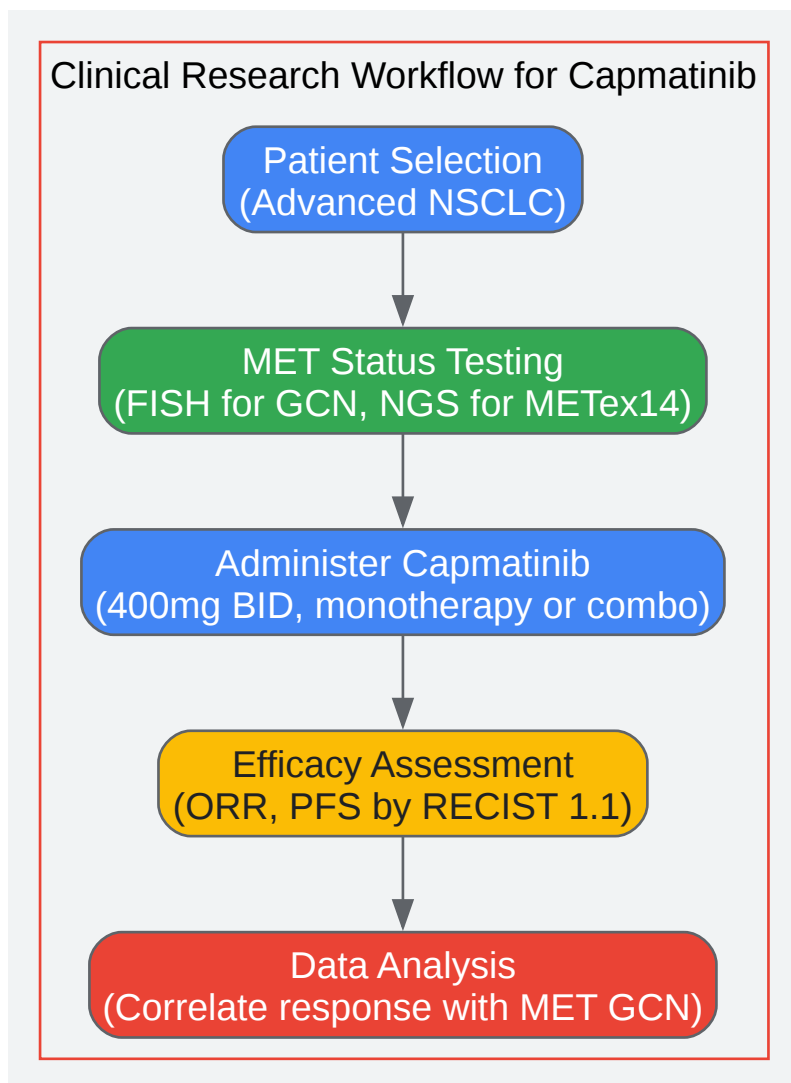 Clinical Research Workflow for Capmatinib
Patient Selection
(Advanced NSCLC)
MET Status Testing
(FISH for GCN, NGS for METex14)
Administer Capmatinib
(400mg BID, monotherapy or combo)
Efficacy Assessment
(ORR, PFS by RECIST 1.1)
Data Analysis
(Correlate response with MET GCN)